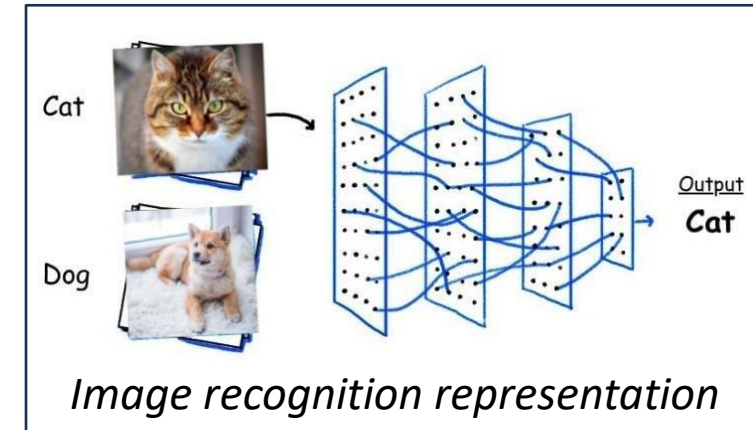 Cat
Dog
Output
Cat
Image recognition representation